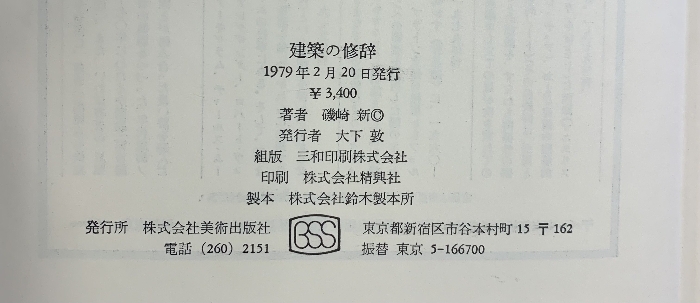 建築の修辞
1979年2月20日発行
¥3,400
著者 磯崎 新©
発行者 大下 敦
組版 三和印刷株式会社
印刷 株式会社精興社
製本 株式会社鈴木製本所
発行所 株式会社美術出版社
電話 (260) 2151
BSS
東京都新宿区市谷本村町 15 〒162
振替 東京 5-166700